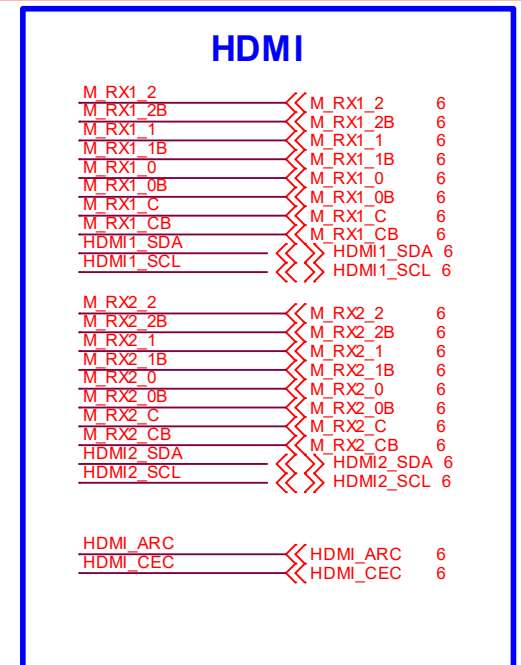 HDMI
M_RX1_2 M_RX1_2 6
M_RX1_2B M_RX1_2B 6
M_RX1_1 M_RX1_1 6
M_RX1_1B M_RX1_1B 6
M_RX1_0 M_RX1_0 6
M_RX1_0B M_RX1_0B 6
M_RX1_C M_RX1_C 6
M_RX1_CB M_RX1_CB 6
HDMI1_SDA HDMI1_SDA 6
HDMI1_SCL HDMI1_SCL 6
M_RX2_2 M_RX2_2 6
M_RX2_2B M_RX2_2B 6
M_RX2_1 M_RX2_1 6
M_RX2_1B M_RX2_1B 6
M_RX2_0 M_RX2_0 6
M_RX2_0B M_RX2_0B 6
M_RX2_C M_RX2_C 6
M_RX2_CB M_RX2_CB 6
HDMI2_SDA HDMI2_SDA 6
HDMI2_SCL HDMI2_SCL 6
HDMI_ARC HDMI_ARC 6
HDMI_CEC HDMI_CEC 6